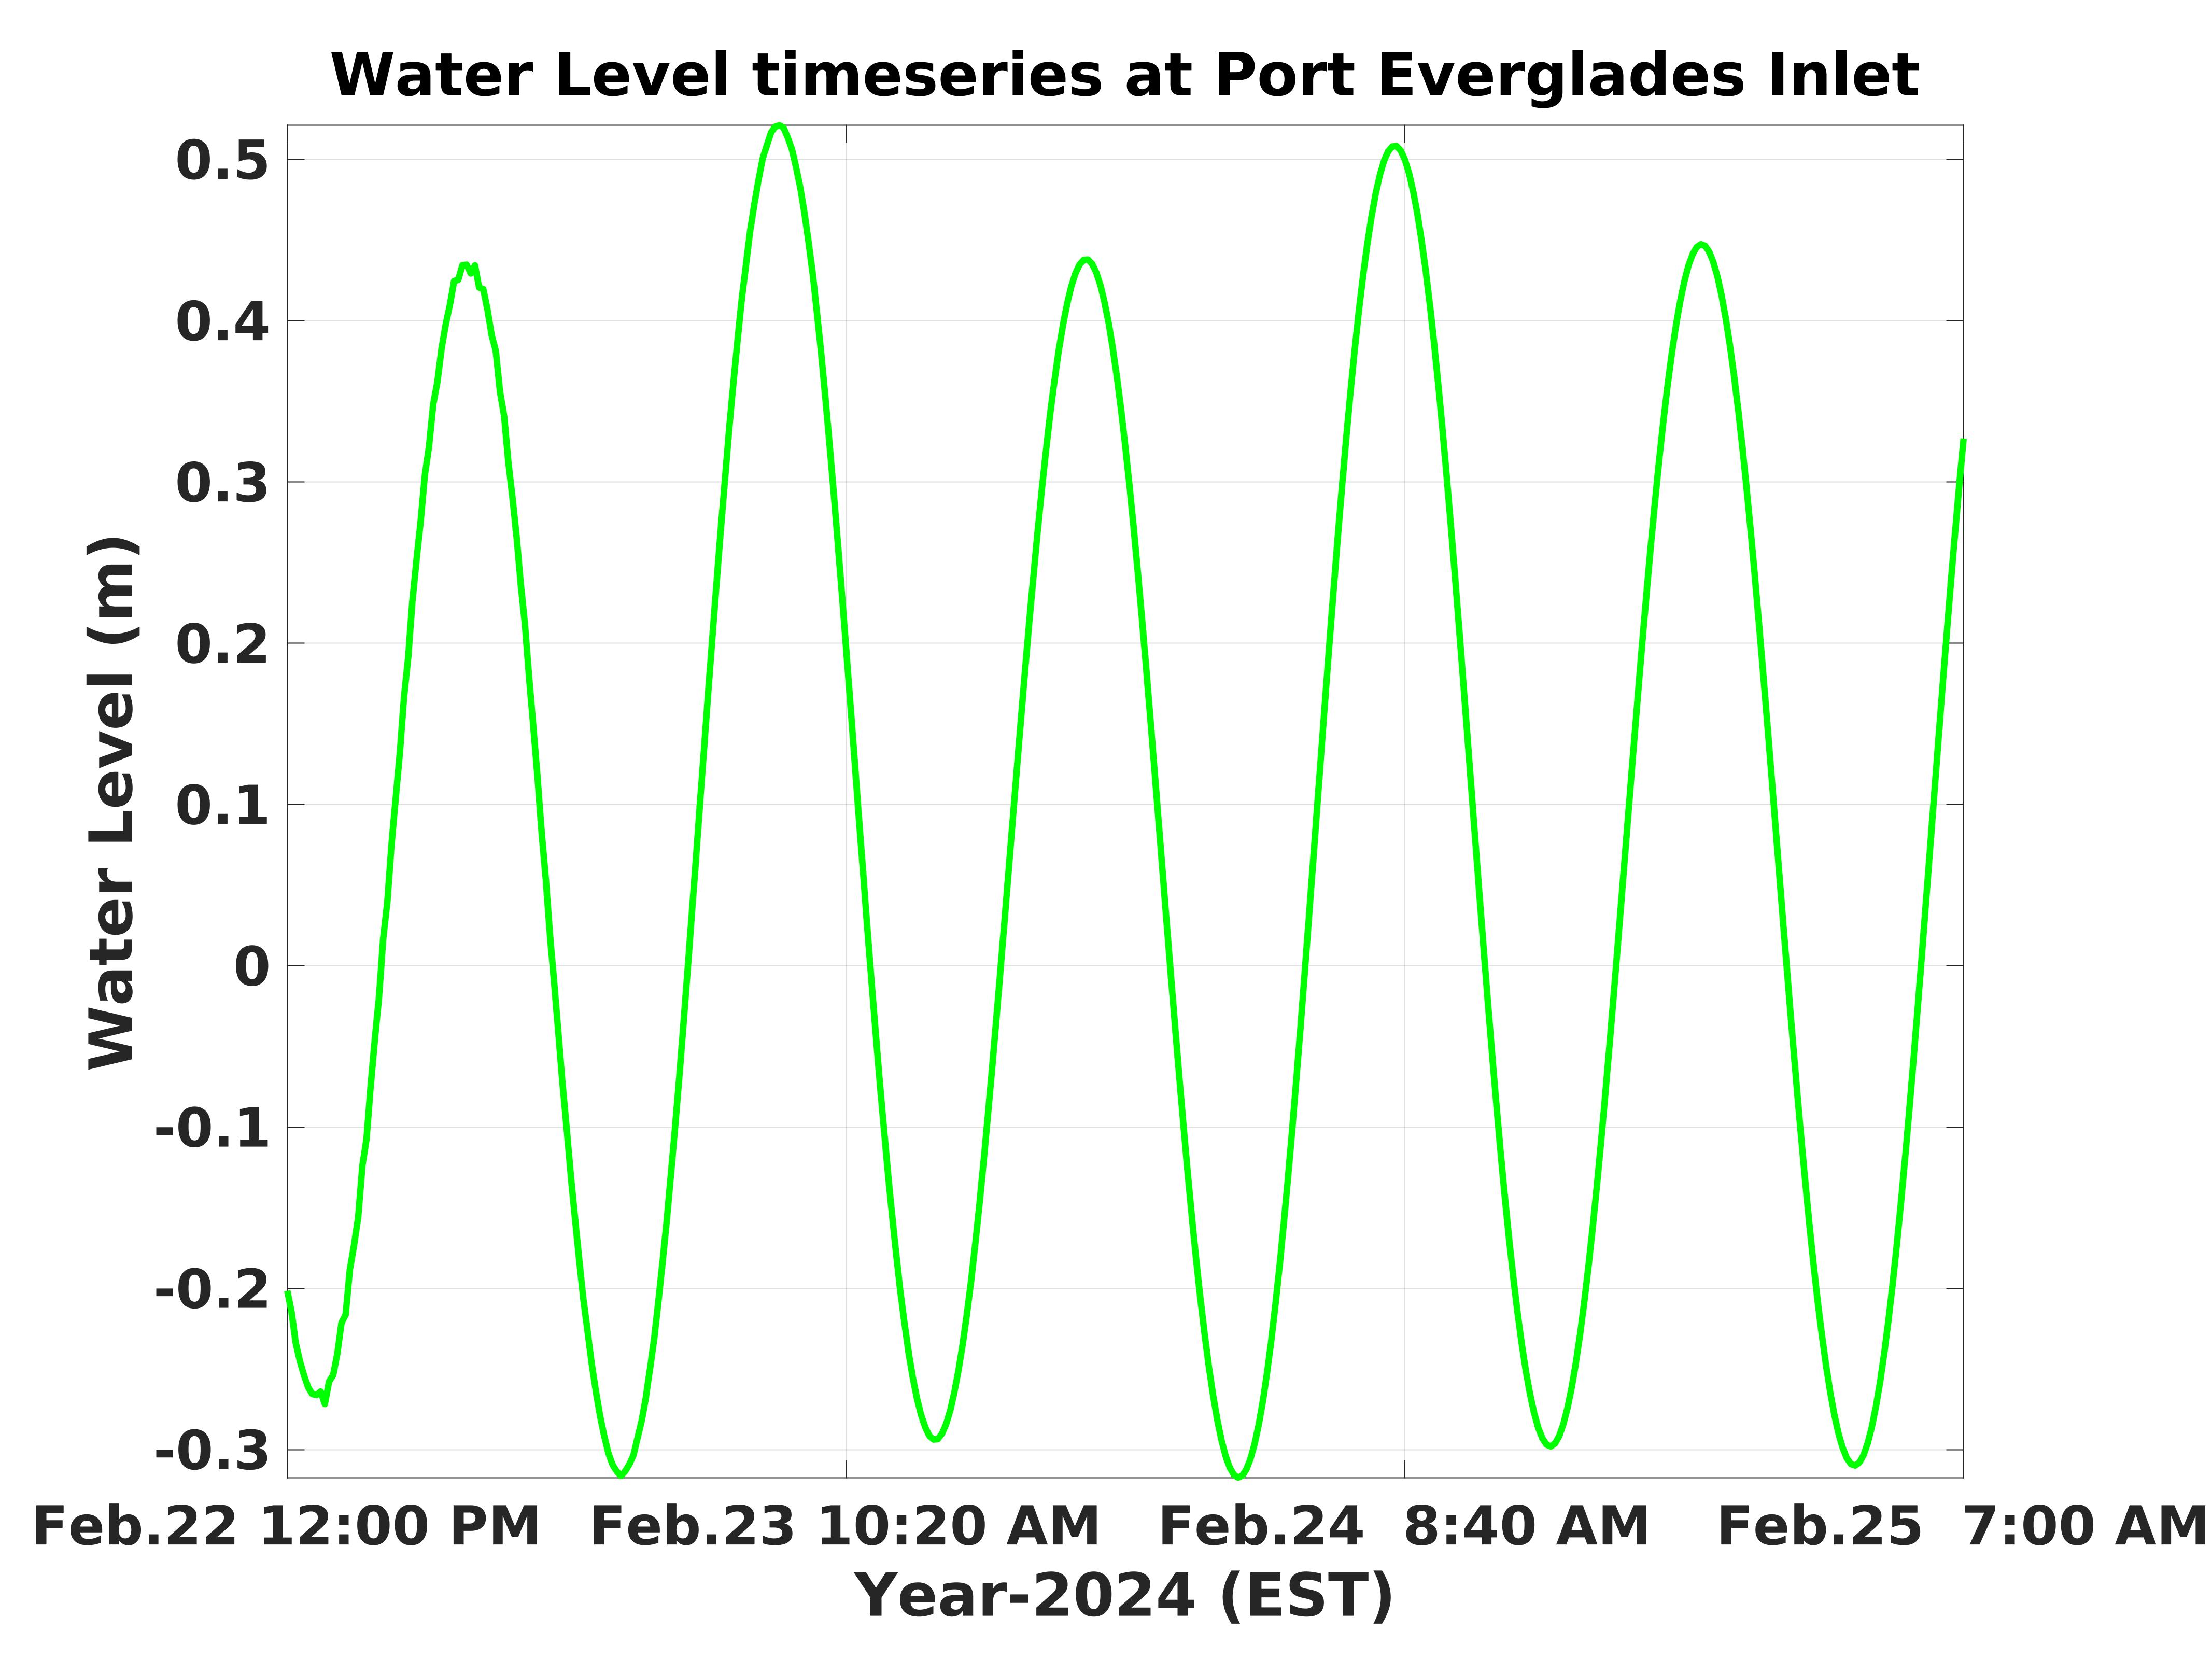 Water Level timeseries at Port Everglades Inlet
Water Level (m)
0.5
0.4
0.3
0.2
0.1
0
-0.1
-0.2
-0.3
Feb.22 12:00 PM Feb.23 10:20 AM Feb.24 8:40 AM Feb.25 7:00 AM
Year-2024 (EST)